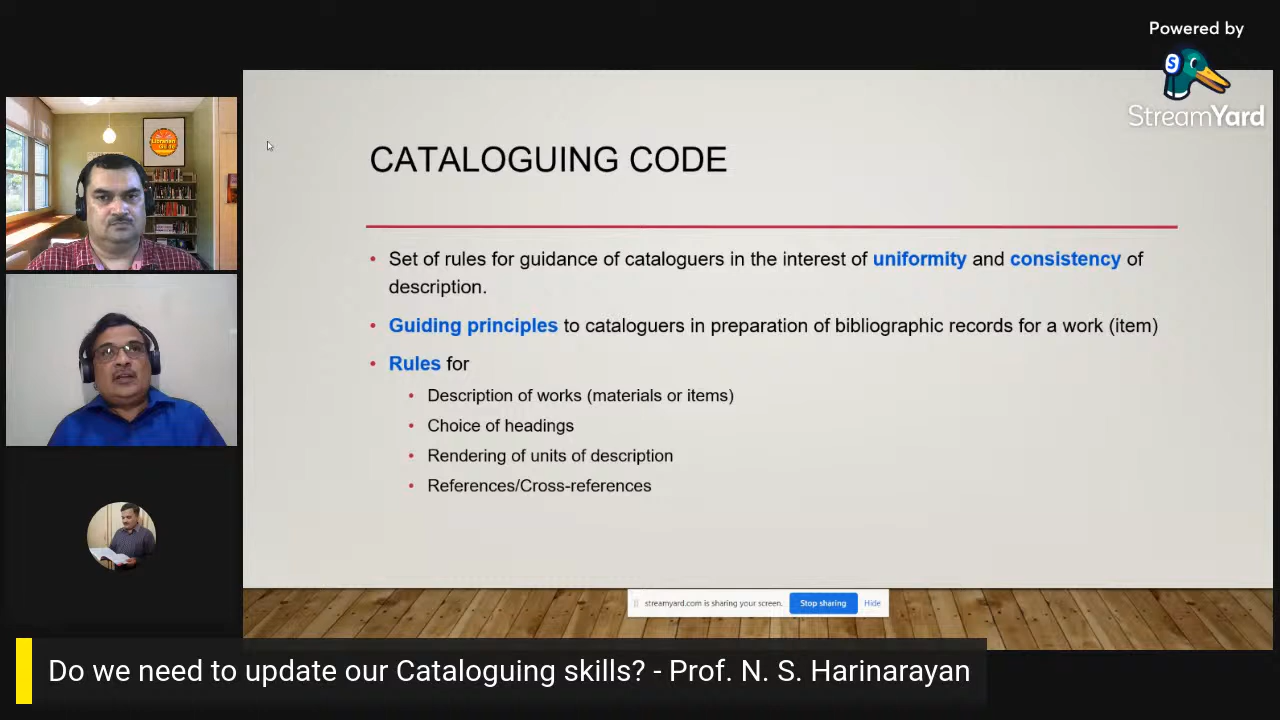 Powered by
StreamYard
CATALOGUING CODE
• Set of rules for guidance of cataloguers in the interest of uniformity and consistency of
description.
• Guiding principles to cataloguers in preparation of bibliographic records for a work (item)
• Rules for
• Description of works (materials or items)
• Choice of headings
• Rendering of units of description
• References/Cross-references
streamyard.com is sharing your screen. Stop sharing Hide
Do we need to update our Cataloguing skills? - Prof. N. S. Harinarayan